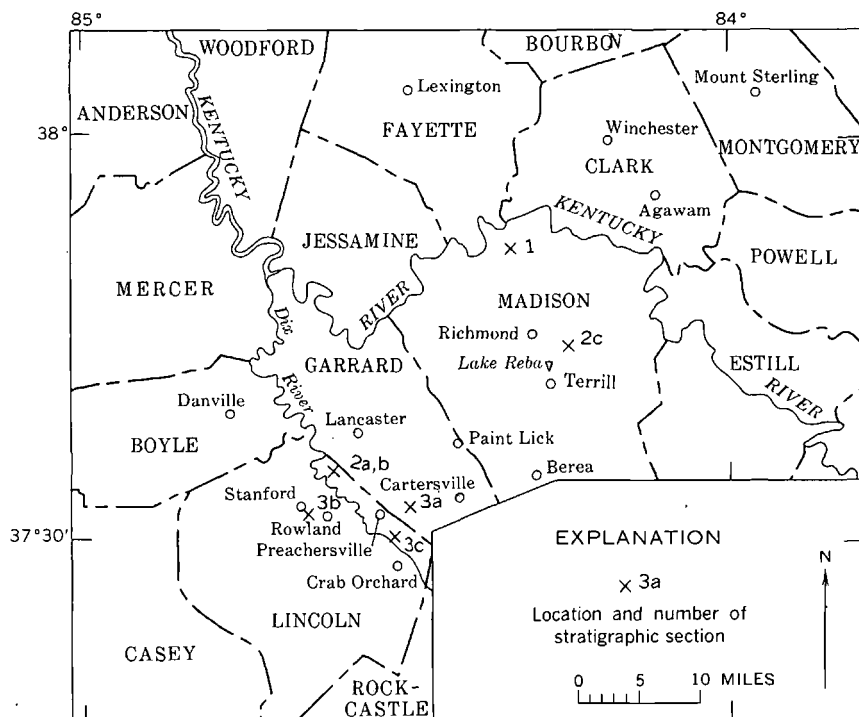 85°
84°
WOODFORD
BOURBON
Mount Sterling
Lexington
ANDERSON
KENTUCKY
FAYETTE
38°
Winchester
MONTGOMERY
CLARK
Agawam
KENTUCKY
JESSAMINE
1
POWELL
MERCER
RIVER
MADISON
Dix
Richmond
2c
GARRARD
Lake Reba
ESTILL
Terrill
RIVER
Danville
River
Lancaster
BOYLE
Paint Lick
2a,b
Cartersville
Berea
Stanford
3b
3a
Rowland
37°30'
Preachersville
3c
Crab Orchard
LINCOLN
CASEY
ROCK-
CASTLE
EXPLANATION
3a
Location and number of
stratigraphic section
N
0 5 10 MILES